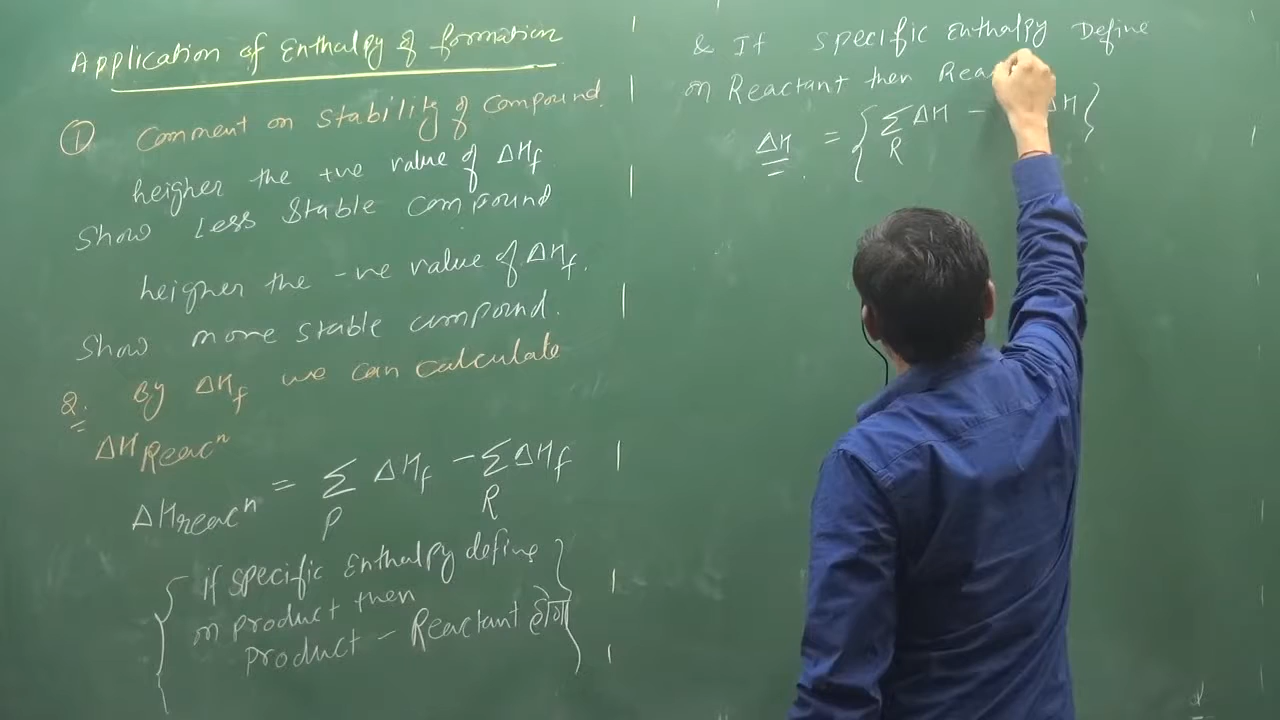 Application of Enthalpy of formation
① Comment on Stability of Compound.
heigher the +ve value of ΔHf
Show Less Stable Compound
heigher the -ve value of ΔHf.
Show more stable compound.
2. By ΔHf we can calculate
ΔH Reacⁿ
ΔHreacⁿ = Σ ΔHf - Σ ΔHf
P R
{ if specific Enthalpy define
on product then
product - Reactant होगा }
& If specific Enthalpy Define
on Reactant then Rea
ΔH = { Σ ΔH - ΔH }
R